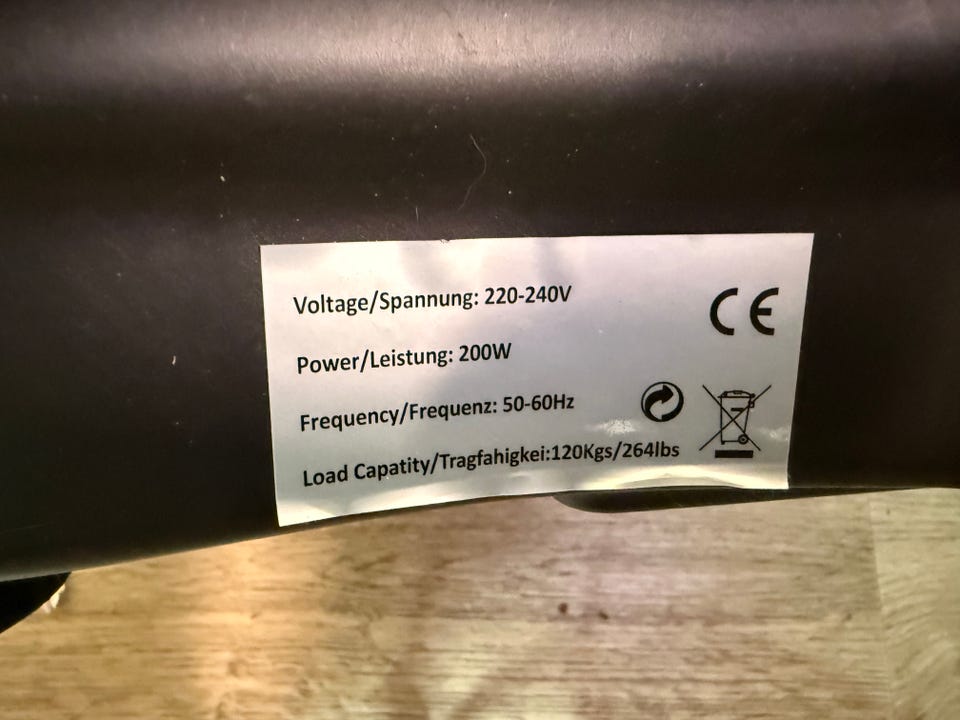 Voltage/Spannung: 220-240V
CE
Power/Leistung: 200W
Frequency/Frequenz: 50-60Hz
Load Capatity/Tragfahigkei:120Kgs/264lbs